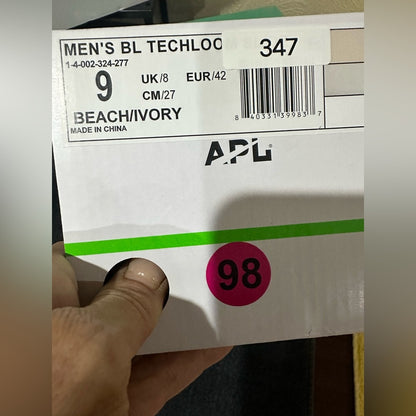 MEN'S BL TECHLOO
347
1-4-002-324-277
9 UK/8 EUR/42
CM/27
BEACH/IVORY
MADE IN CHINA
8 40331 39983 7
APL
98